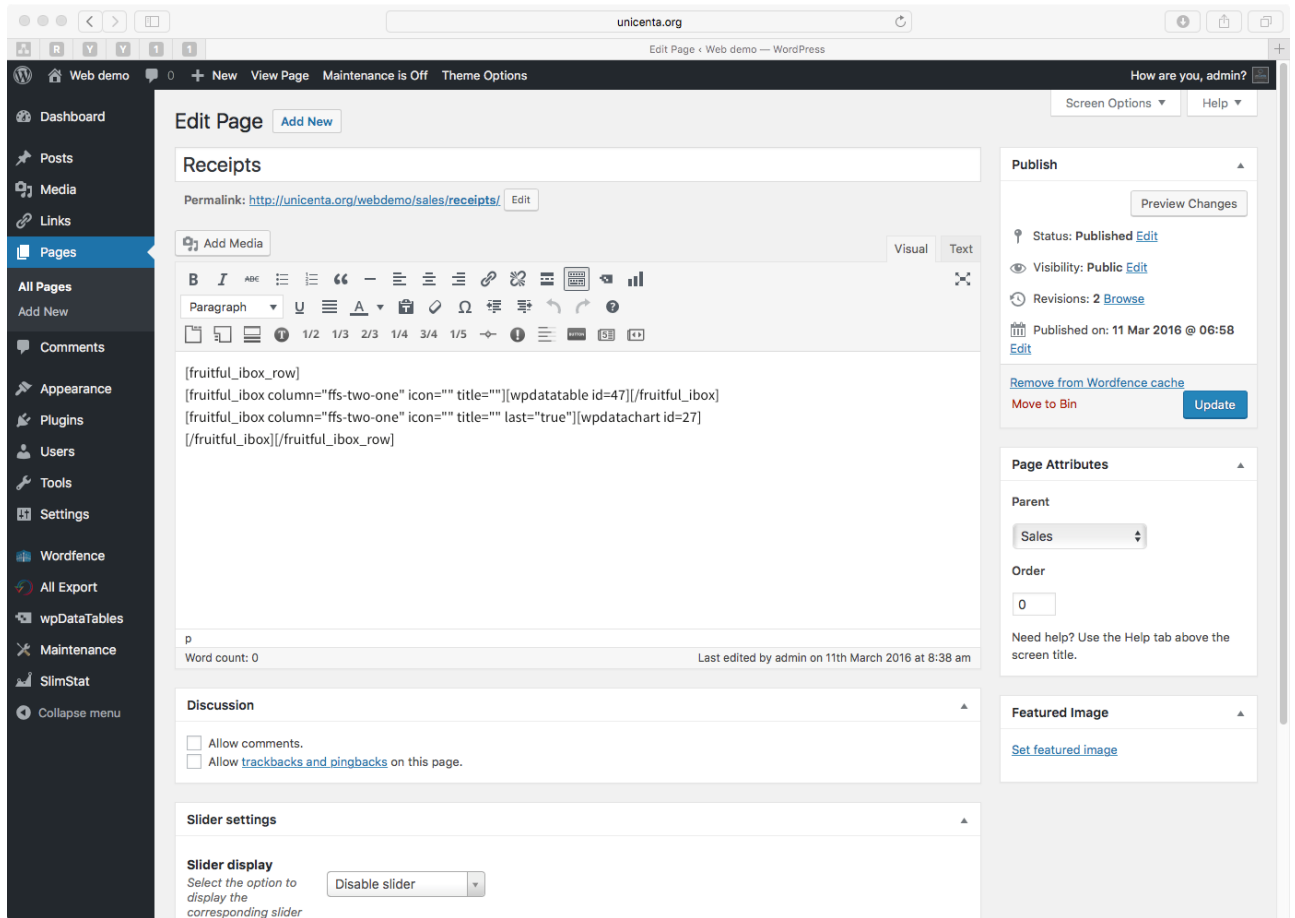 unicenta.org
R Y Y 1 1
Edit Page ‹ Web demo — WordPress
Web demo 0 New View Page Maintenance is Off Theme Options How are you, admin?
Screen Options ▼ Help ▼
Dashboard
Posts
Media
Links
Pages
All Pages
Add New
Comments
Appearance
Plugins
Users
Tools
Settings
Wordfence
All Export
wpDataTables
Maintenance
SlimStat
Collapse menu
Edit Page Add New
Receipts
Permalink: http://unicenta.org/webdemo/sales/receipts/ Edit
Add Media
Visual Text
B I ABC
Paragraph U A Ω
1/2 1/3 2/3 1/4 3/4 1/5 BUTTON
[fruitful_ibox_row]
[fruitful_ibox column="ffs-two-one" icon="" title=""][wpdatatable id=47][/fruitful_ibox]
[fruitful_ibox column="ffs-two-one" icon="" title="" last="true"][wpdatachart id=27]
[/fruitful_ibox][/fruitful_ibox_row]
p
Word count: 0 Last edited by admin on 11th March 2016 at 8:38 am
Discussion
Allow comments.
Allow trackbacks and pingbacks on this page.
Slider settings
Slider display
Select the option to
display the
corresponding slider
Disable slider
Publish
Preview Changes
Status: Published Edit
Visibility: Public Edit
Revisions: 2 Browse
Published on: 11 Mar 2016 @ 06:58
Edit
Remove from Wordfence cache
Move to Bin Update
Page Attributes
Parent
Sales
Order
0
Need help? Use the Help tab above the
screen title.
Featured Image
Set featured image